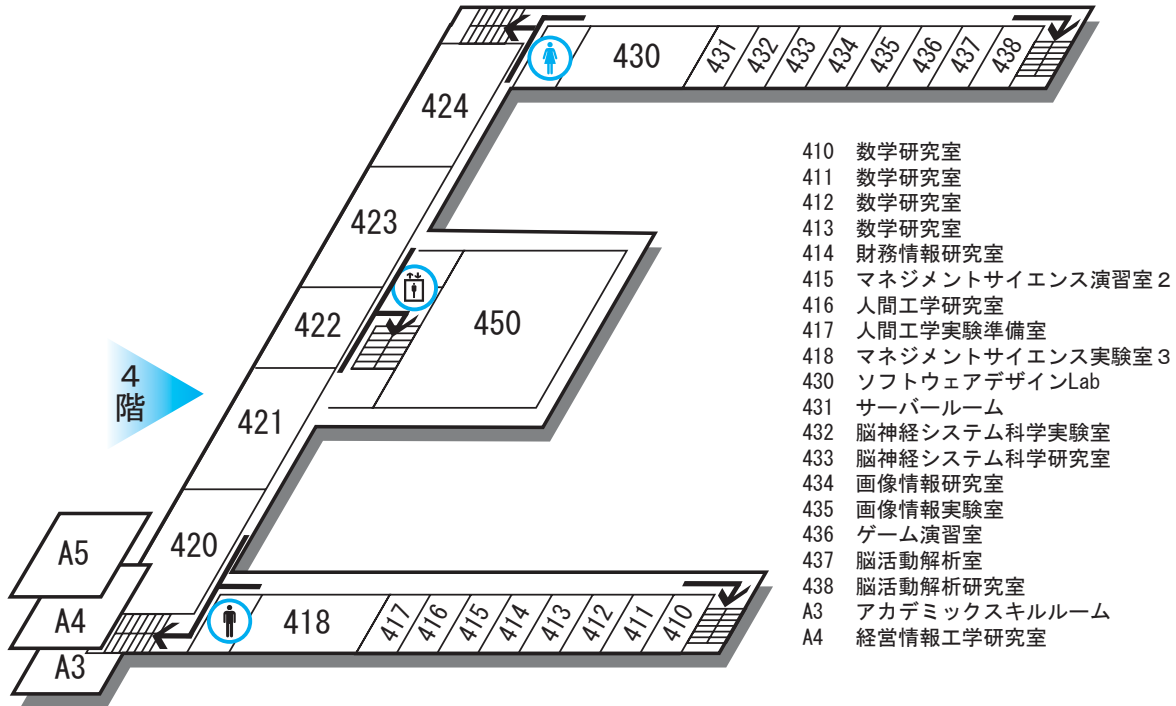 430
431
432
433
434
435
436
437
438
424
423
422
421
420
450
4
階
A5
A4
A3
418
417
416
415
414
413
412
411
410
410 数学研究室
411 数学研究室
412 数学研究室
413 数学研究室
414 財務情報研究室
415 マネジメントサイエンス演習室2
416 人間工学研究室
417 人間工学実験準備室
418 マネジメントサイエンス実験室3
430 ソフトウェアデザインLab
431 サーバールーム
432 脳神経システム科学実験室
433 脳神経システム科学研究室
434 画像情報研究室
435 画像情報実験室
436 ゲーム演習室
437 脳活動解析室
438 脳活動解析研究室
A3 アカデミックスキルルーム
A4 経営情報工学研究室